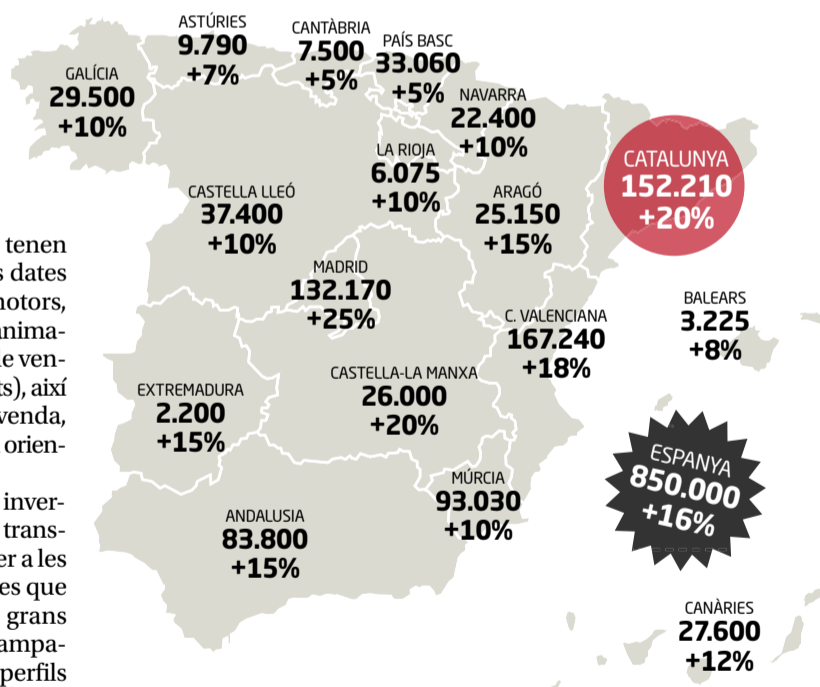 ASTÚRIES
9.790
+7%
CANTÀBRIA
7.500
+5%
PAÍS BASC
33.060
+5%
GALÍCIA
29.500
+10%
NAVARRA
22.400
+10%
LA RIOJA
6.075
+10%
CATALUNYA
152.210
+20%
CASTELLA LLEÓ
37.400
+10%
ARAGÓ
25.150
+15%
MADRID
132.170
+25%
C. VALENCIANA
167.240
+18%
BALEARS
3.225
+8%
CASTELLA-LA MANXA
26.000
+20%
EXTREMADURA
2.200
+15%
ESPANYA
850.000
+16%
MÚRCIA
93.030
+10%
ANDALUSIA
83.800
+15%
CANÀRIES
27.600
+12%
tenen
s dates
notors,
anima-
le ven-
ts), així
venda,
orien-
inver-
trans-
er a les
es que
grans
ampa-
perfils